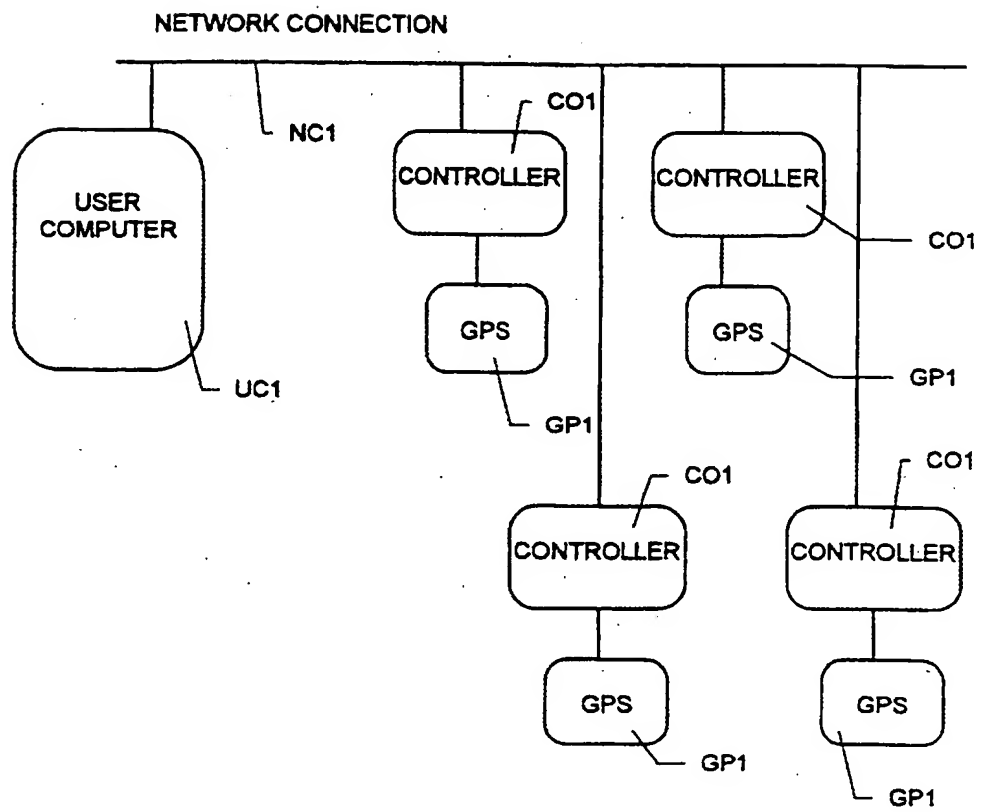 NETWORK CONNECTION
NC1
CO1
CONTROLLER
CONTROLLER
USER
COMPUTER
CO1
GPS
GPS
GP1
UC1
GP1
CO1
CO1
CONTROLLER
CONTROLLER
GPS
GPS
GP1
GP1